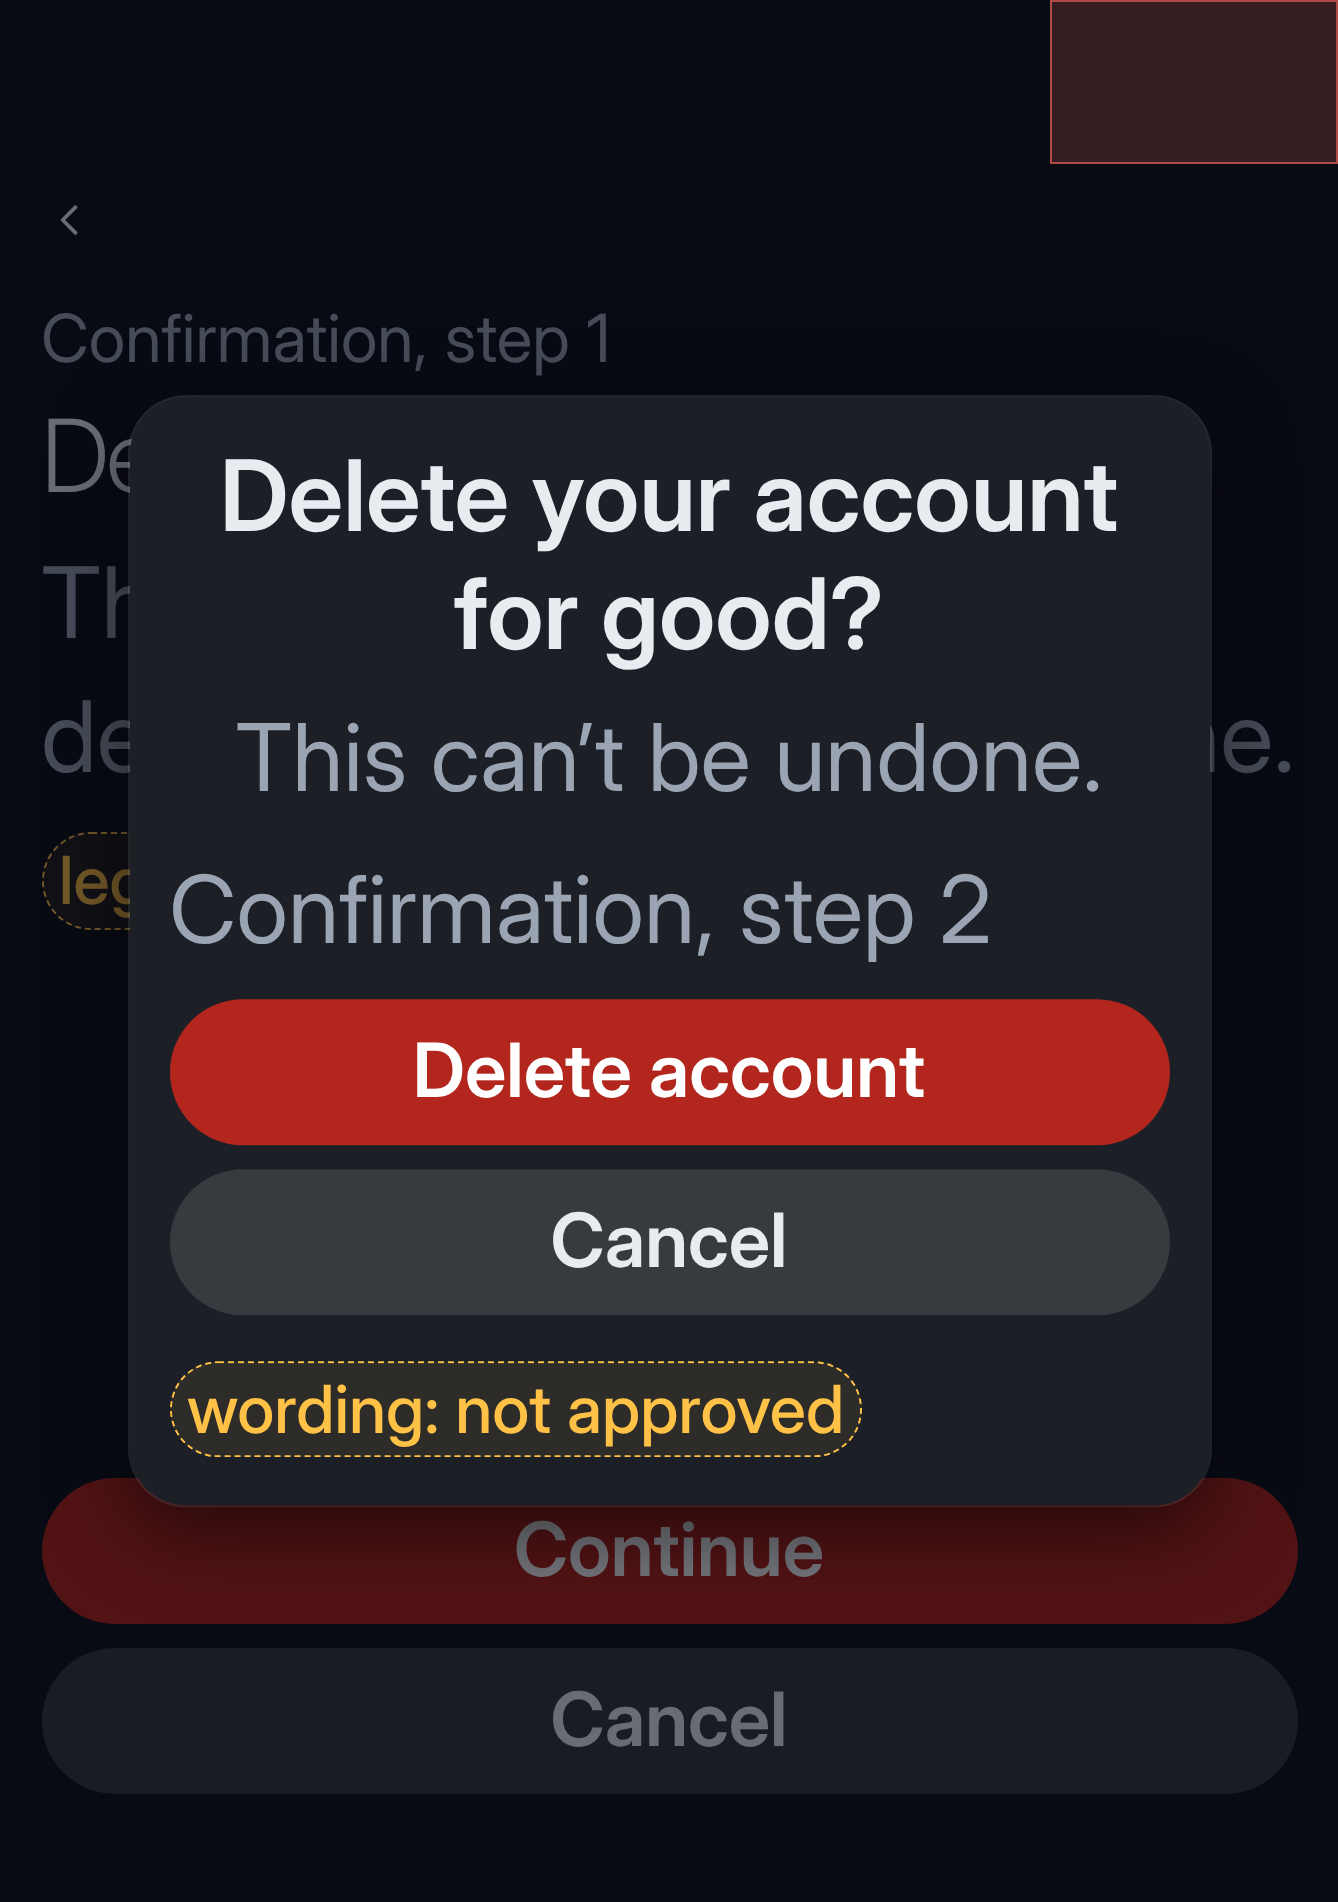 Confirmation, step 1
Delete your account
for good?
This can’t be undone.
Confirmation, step 2
Delete account
Cancel
wording: not approved
Continue
Cancel